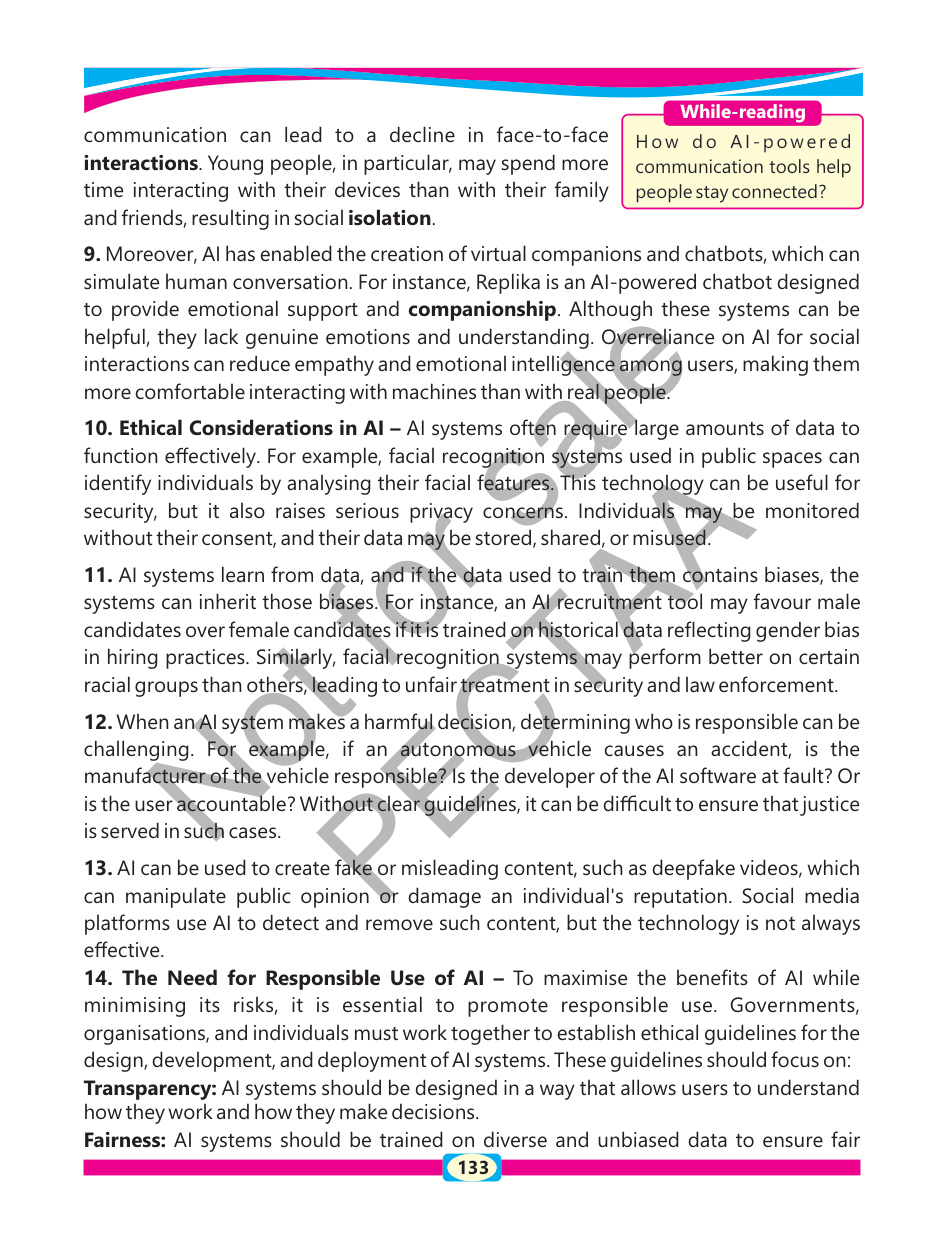 While-reading
How do AI-powered
communication tools help
people stay connected?
communication can lead to a decline in face-to-face
interactions. Young people, in particular, may spend more
time interacting with their devices than with their family
and friends, resulting in social isolation.
9. Moreover, AI has enabled the creation of virtual companions and chatbots, which can
simulate human conversation. For instance, Replika is an AI-powered chatbot designed
to provide emotional support and companionship. Although these systems can be
helpful, they lack genuine emotions and understanding. Overreliance on AI for social
interactions can reduce empathy and emotional intelligence among users, making them
more comfortable interacting with machines than with real people.
10. Ethical Considerations in AI – AI systems often require large amounts of data to
function effectively. For example, facial recognition systems used in public spaces can
identify individuals by analysing their facial features. This technology can be useful for
security, but it also raises serious privacy concerns. Individuals may be monitored
without their consent, and their data may be stored, shared, or misused.
11. AI systems learn from data, and if the data used to train them contains biases, the
systems can inherit those biases. For instance, an AI recruitment tool may favour male
candidates over female candidates if it is trained on historical data reflecting gender bias
in hiring practices. Similarly, facial recognition systems may perform better on certain
racial groups than others, leading to unfair treatment in security and law enforcement.
12. When an AI system makes a harmful decision, determining who is responsible can be
challenging. For example, if an autonomous vehicle causes an accident, is the
manufacturer of the vehicle responsible? Is the developer of the AI software at fault? Or
is the user accountable? Without clear guidelines, it can be difficult to ensure that justice
is served in such cases.
13. AI can be used to create fake or misleading content, such as deepfake videos, which
can manipulate public opinion or damage an individual's reputation. Social media
platforms use AI to detect and remove such content, but the technology is not always
effective.
14. The Need for Responsible Use of AI – To maximise the benefits of AI while
minimising its risks, it is essential to promote responsible use. Governments,
organisations, and individuals must work together to establish ethical guidelines for the
design, development, and deployment of AI systems. These guidelines should focus on:
Transparency: AI systems should be designed in a way that allows users to understand
how they work and how they make decisions.
Fairness: AI systems should be trained on diverse and unbiased data to ensure fair
133
Not for sale
PECTAA